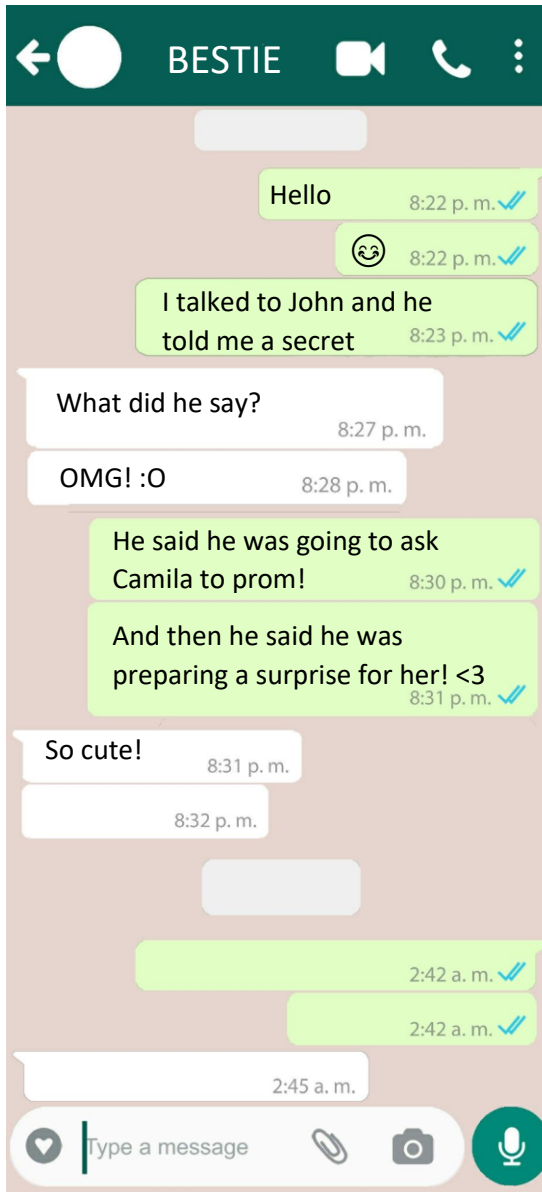 BESTIE
Hello
8:22 p. m.
😊 8:22 p. m.
I talked to John and he
told me a secret
8:23 p. m.
What did he say?
8:27 p. m.
OMG! :O
8:28 p. m.
He said he was going to ask
Camila to prom!
8:30 p. m.
And then he said he was
preparing a surprise for her! <3
8:31 p. m.
So cute!
8:31 p. m.
8:32 p. m.
2:42 a. m.
2:42 a. m.
2:45 a. m.
Type a message